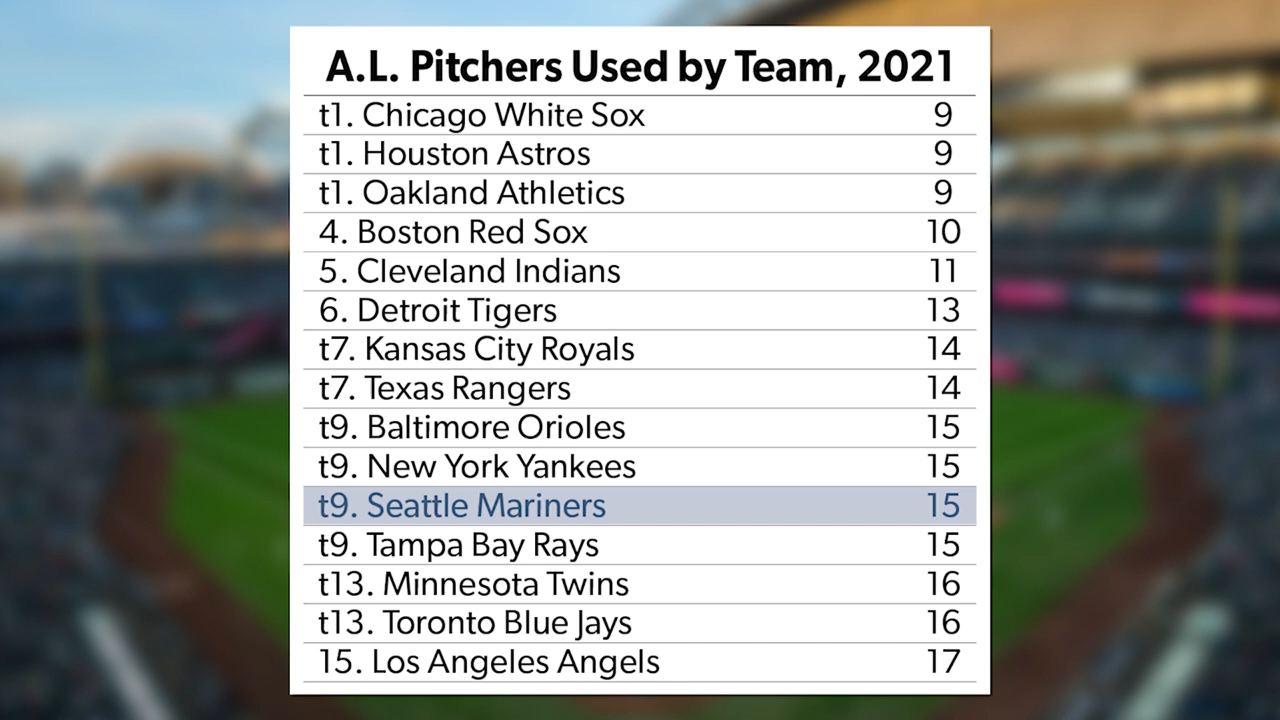 A.L. Pitchers Used by Team, 2021
t1. Chicago White Sox 9
t1. Houston Astros 9
t1. Oakland Athletics 9
4. Boston Red Sox 10
5. Cleveland Indians 11
6. Detroit Tigers 13
t7. Kansas City Royals 14
t7. Texas Rangers 14
t9. Baltimore Orioles 15
t9. New York Yankees 15
t9. Seattle Mariners 15
t9. Tampa Bay Rays 15
t13. Minnesota Twins 16
t13. Toronto Blue Jays 16
15. Los Angeles Angels 17